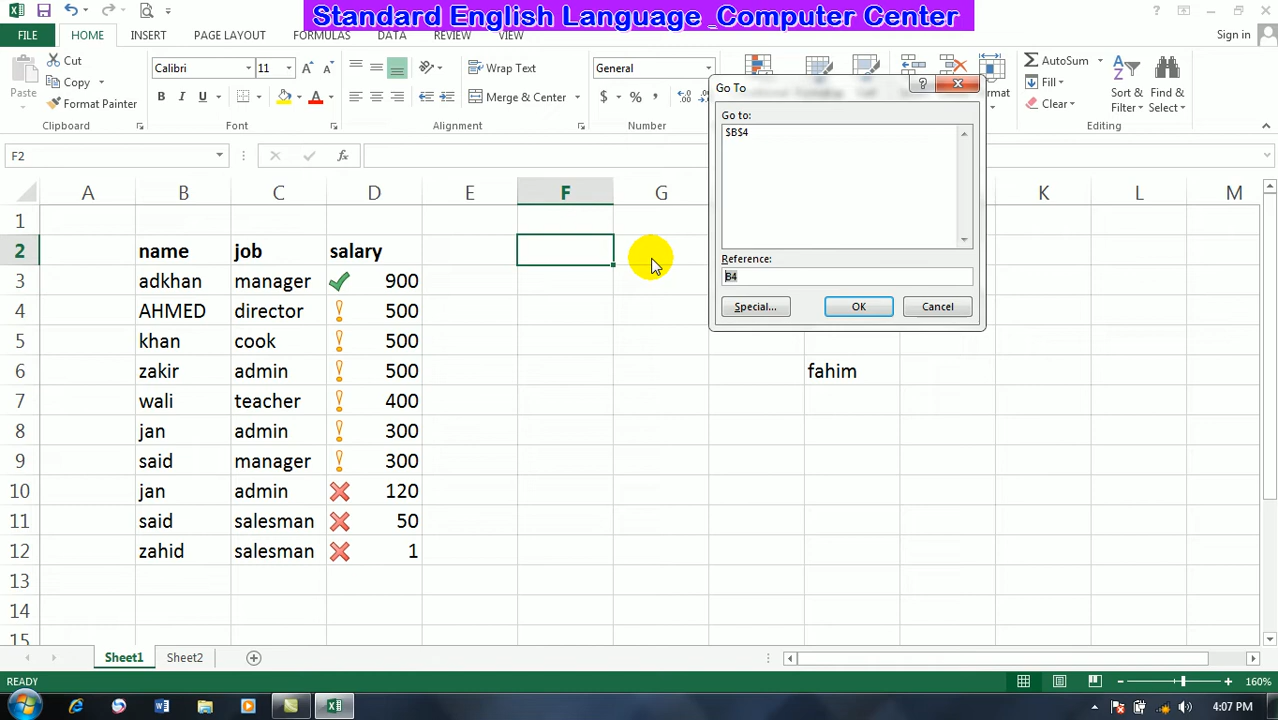 Standard English Language _Computer Center
FILE HOME INSERT PAGE LAYOUT FORMULAS DATA REVIEW VIEW Sign in
Cut
Copy
Format Painter
Paste
Clipboard
Calibri 11
B I U
Font
Wrap Text
Merge & Center
Alignment
General
$ % ,
Number
AutoSum
Fill
Clear
Sort & Filter
Find & Select
Editing
F2
fx
A B C D E F G K L M
1
2 name job salary
3 adkhan manager 900
4 AHMED director 500
5 khan cook 500
6 zakir admin 500 fahim
7 wali teacher 400
8 jan admin 300
9 said manager 300
10 jan admin 120
11 said salesman 50
12 zahid salesman 1
13
14
15
Go To
Go to:
$B$4
Reference:
B4
Special... OK Cancel
Sheet1 Sheet2
READY 160%
4:07 PM